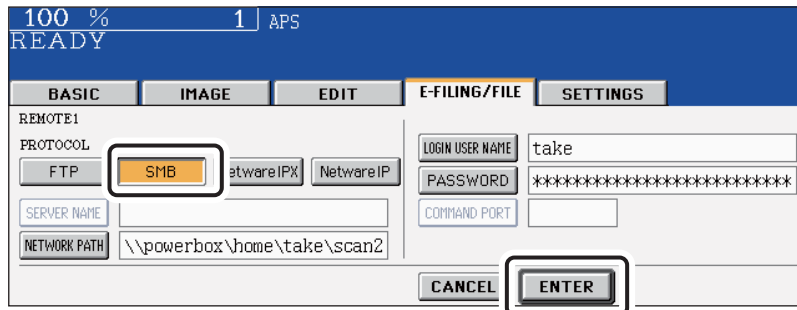 100 % 1 APS
READY
BASIC IMAGE EDIT E-FILING/FILE SETTINGS
REMOTE1
PROTOCOL
FTP SMB etwareIPX NetwareIP
SERVER NAME
NETWORK PATH \\powerbox\home\take\scan2
LOGIN USER NAME take
PASSWORD **************************
COMMAND PORT
CANCEL ENTER